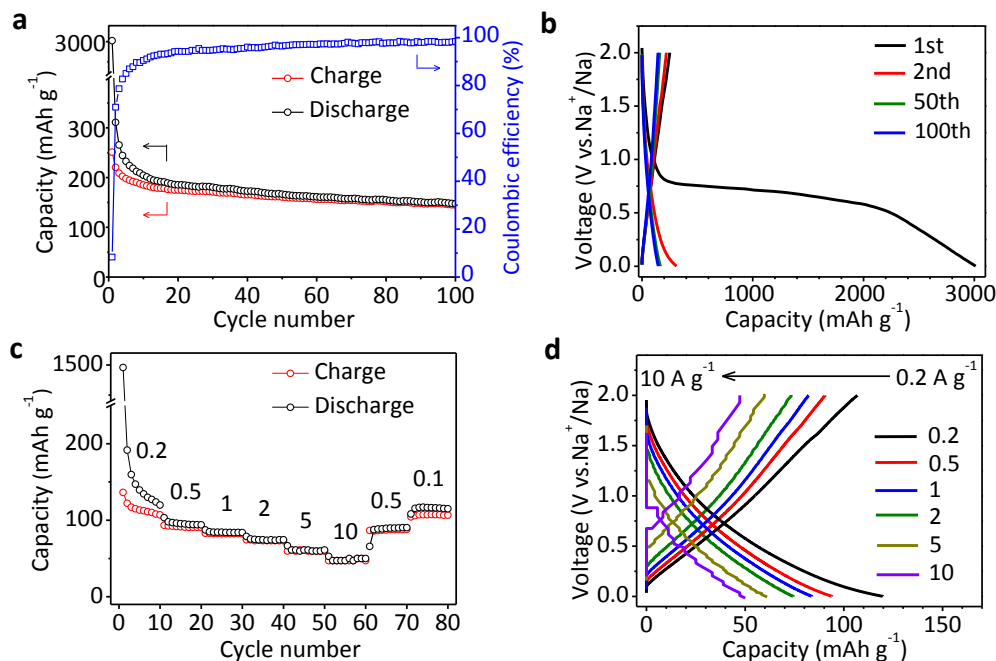 a
Capacity (mAh g⁻¹)
3000
300
150
0
Charge
Discharge
100
80
60
40
20
0
Coulombic efficiency (%)
0 20 40 60 80 100
Cycle number
b
Voltage (V vs.Na⁺/Na)
2.0
1.5
1.0
0.5
0.0
1st
2nd
50th
100th
0 1000 2000 3000
Capacity (mAh g⁻¹)
c
Capacity (mAh g⁻¹)
1500
200
100
0
Charge
Discharge
0.2
0.5
1
2
5
10
0.5
0.1
0 10 20 30 40 50 60 70 80
Cycle number
d
Voltage (V vs.Na⁺/Na)
2.0
1.5
1.0
0.5
0.0
10 A g⁻¹ 0.2 A g⁻¹
0.2
0.5
1
2
5
10
0 50 100 150
Capacity (mAh g⁻¹)